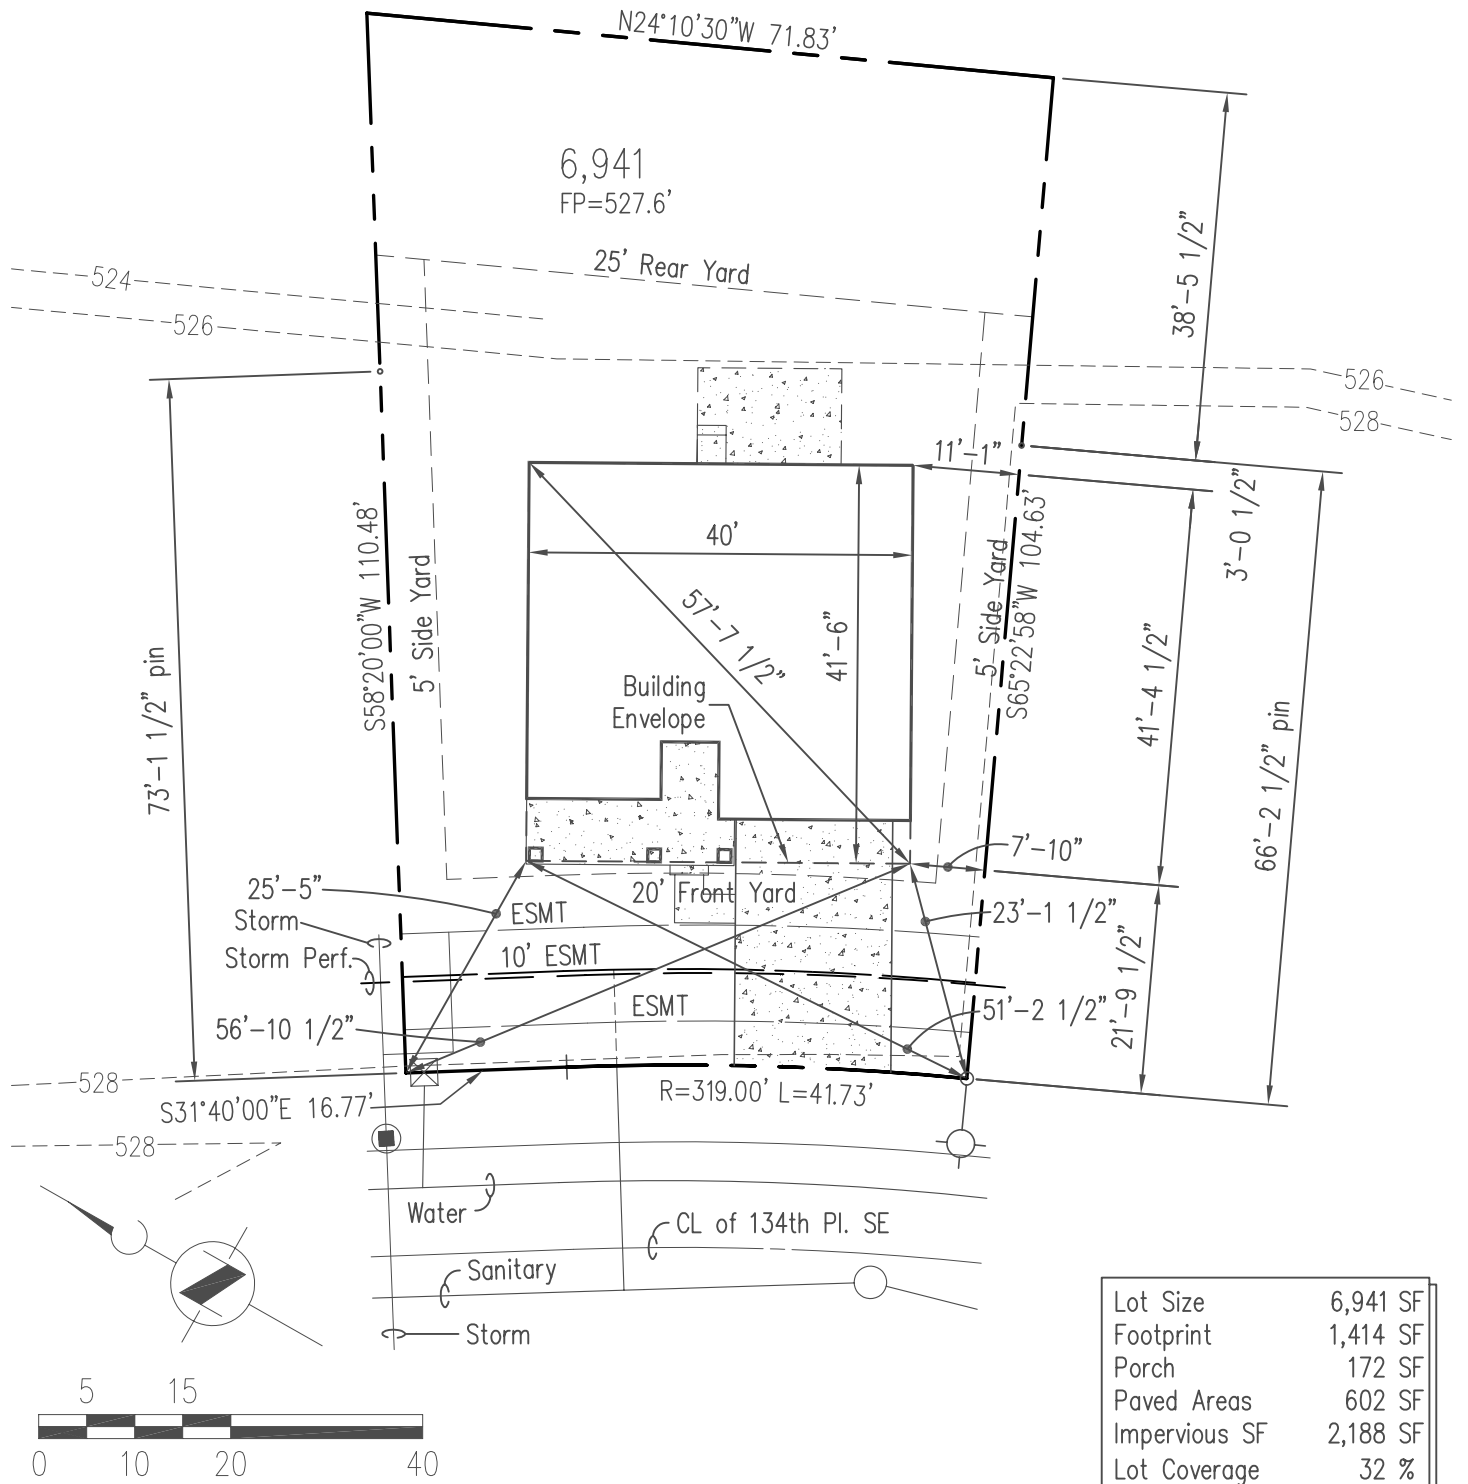 N24°10'30"W 71.83'
6,941
FP=527.6'
25' Rear Yard
524
526
38'-5 1/2"
526
528
11'-1"
40'
57'-7 1/2"
41'-6"
3'-0 1/2"
S58°20'00"W 110.48'
5' Side Yard
5' Side Yard
S65°22'58"W 104.63'
41'-4 1/2"
66'-2 1/2" pin
73'-1 1/2" pin
Building
Envelope
7'-10"
25'-5"
ESMT
20' Front Yard
23'-1 1/2"
Storm
Storm Perf.
10' ESMT
ESMT
56'-10 1/2"
51'-2 1/2"
21'-9 1/2"
528
S31°40'00"E 16.77'
R=319.00' L=41.73'
528
Water
CL of 134th Pl. SE
Sanitary
Storm
5 15
0 10 20 40
Lot Size 6,941 SF
Footprint 1,414 SF
Porch 172 SF
Paved Areas 602 SF
Impervious SF 2,188 SF
Lot Coverage 32 %